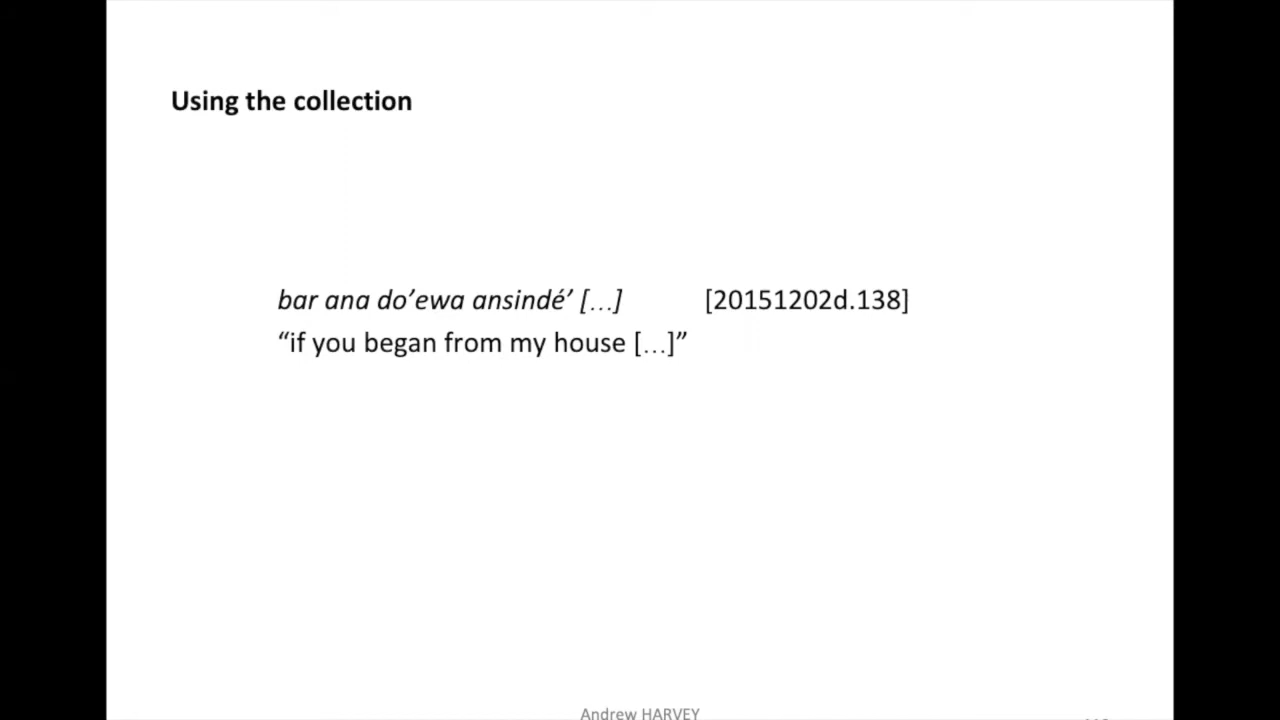 Using the collection
bar ana do’ewa ansindé’ […] [20151202d.138]
“if you began from my house […]”
Andrew HARVEY